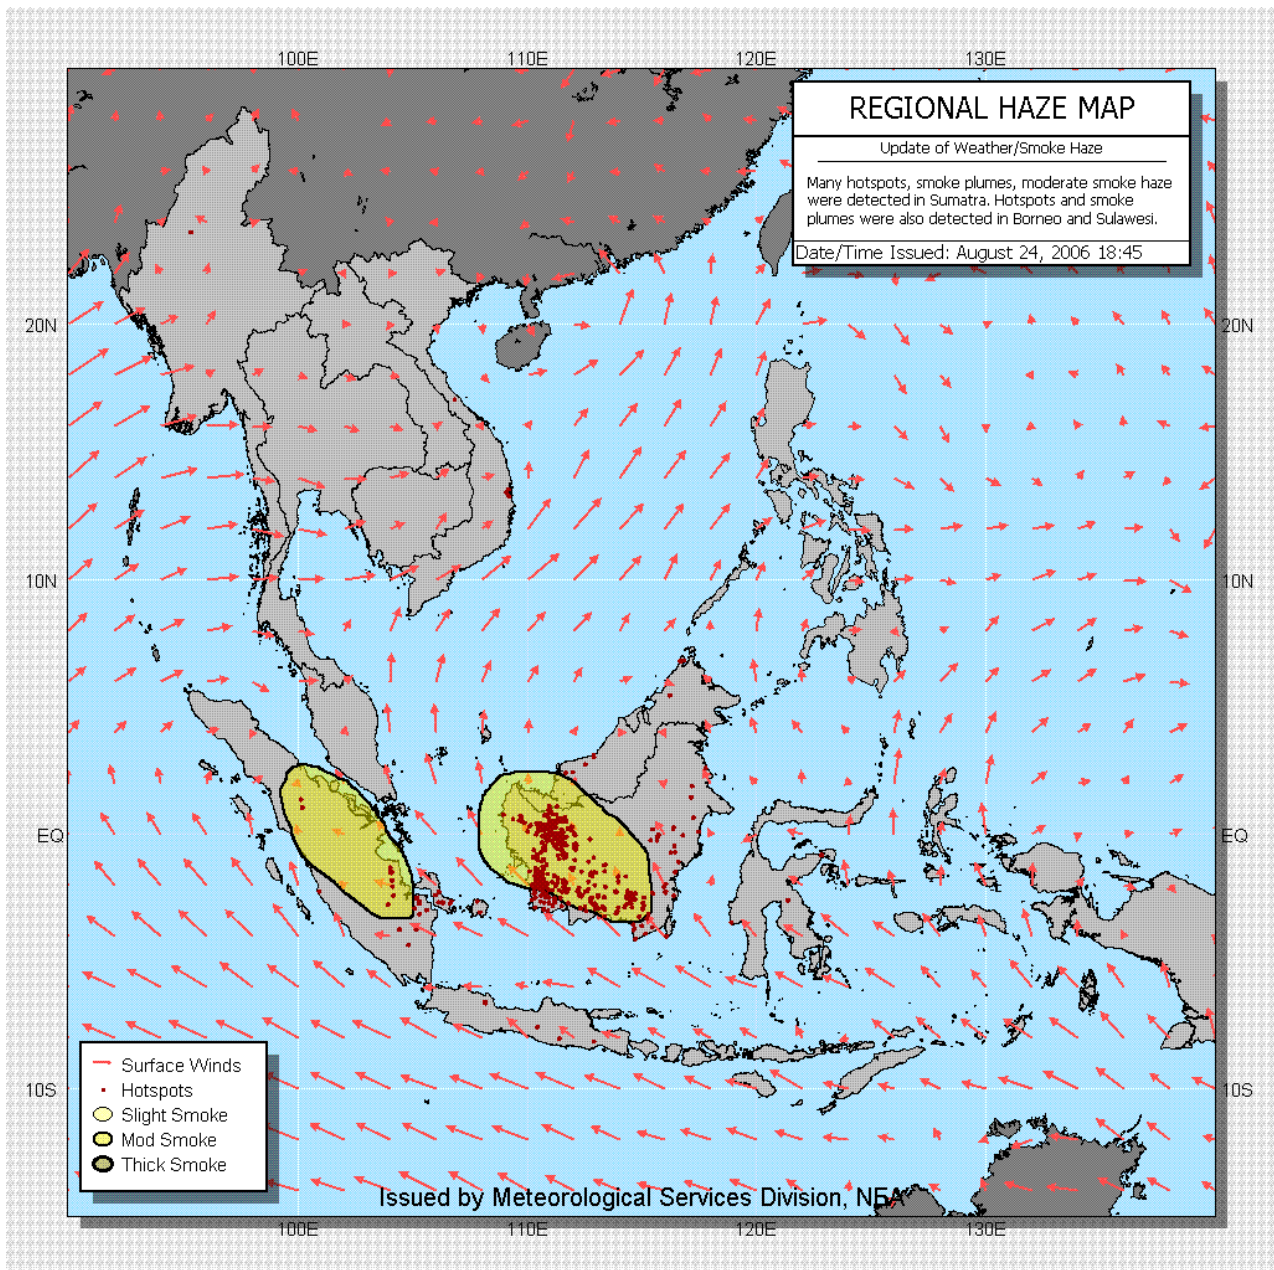 100E 110E 120E 130E
REGIONAL HAZE MAP
Update of Weather/Smoke Haze
Many hotspots, smoke plumes, moderate smoke haze
were detected in Sumatra. Hotspots and smoke
plumes were also detected in Borneo and Sulawesi.
Date/Time Issued: August 24, 2006 18:45
20N 20N
10N 10N
EQ EQ
Surface Winds
Hotspots
10S 10S
Slight Smoke
Mod Smoke
Thick Smoke
Issued by Meteorological Services Division, NEA
100E 110E 120E 130E